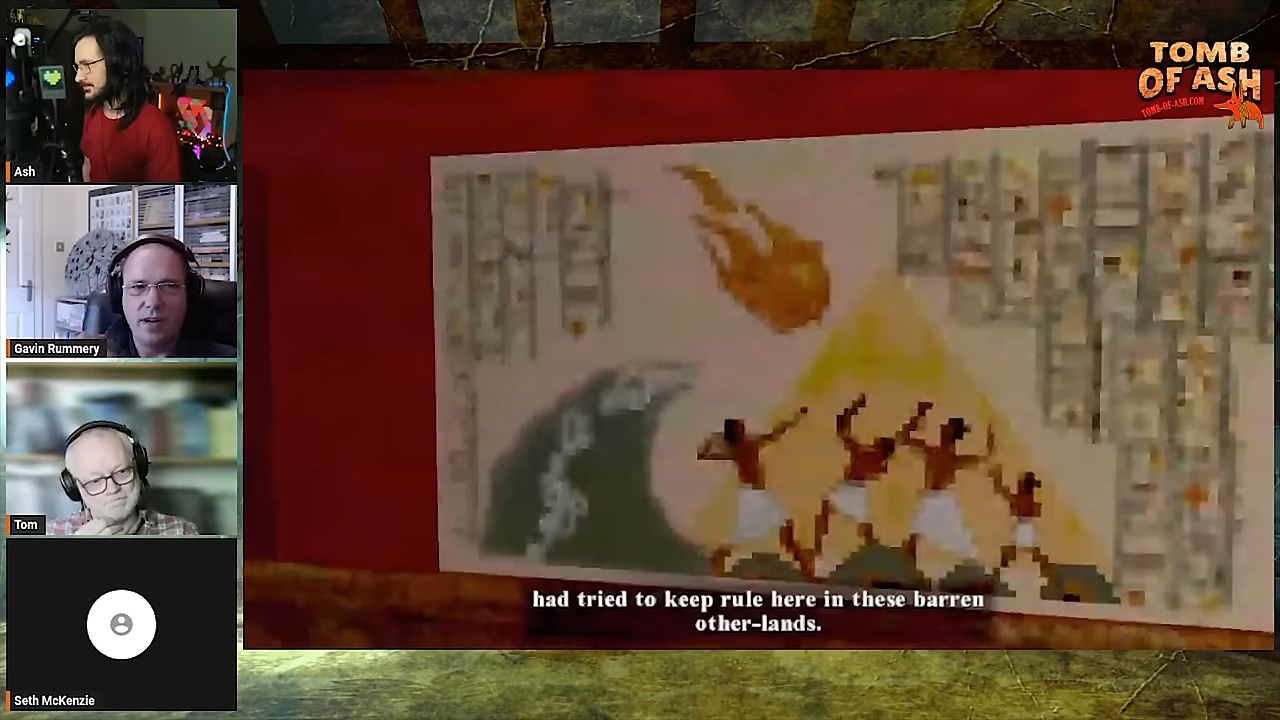 TOMB
OF ASH
TOMB-OF-ASH.COM
Ash
Gavin Rummery
Tom
Seth McKenzie
had tried to keep rule here in these barren
other-lands.